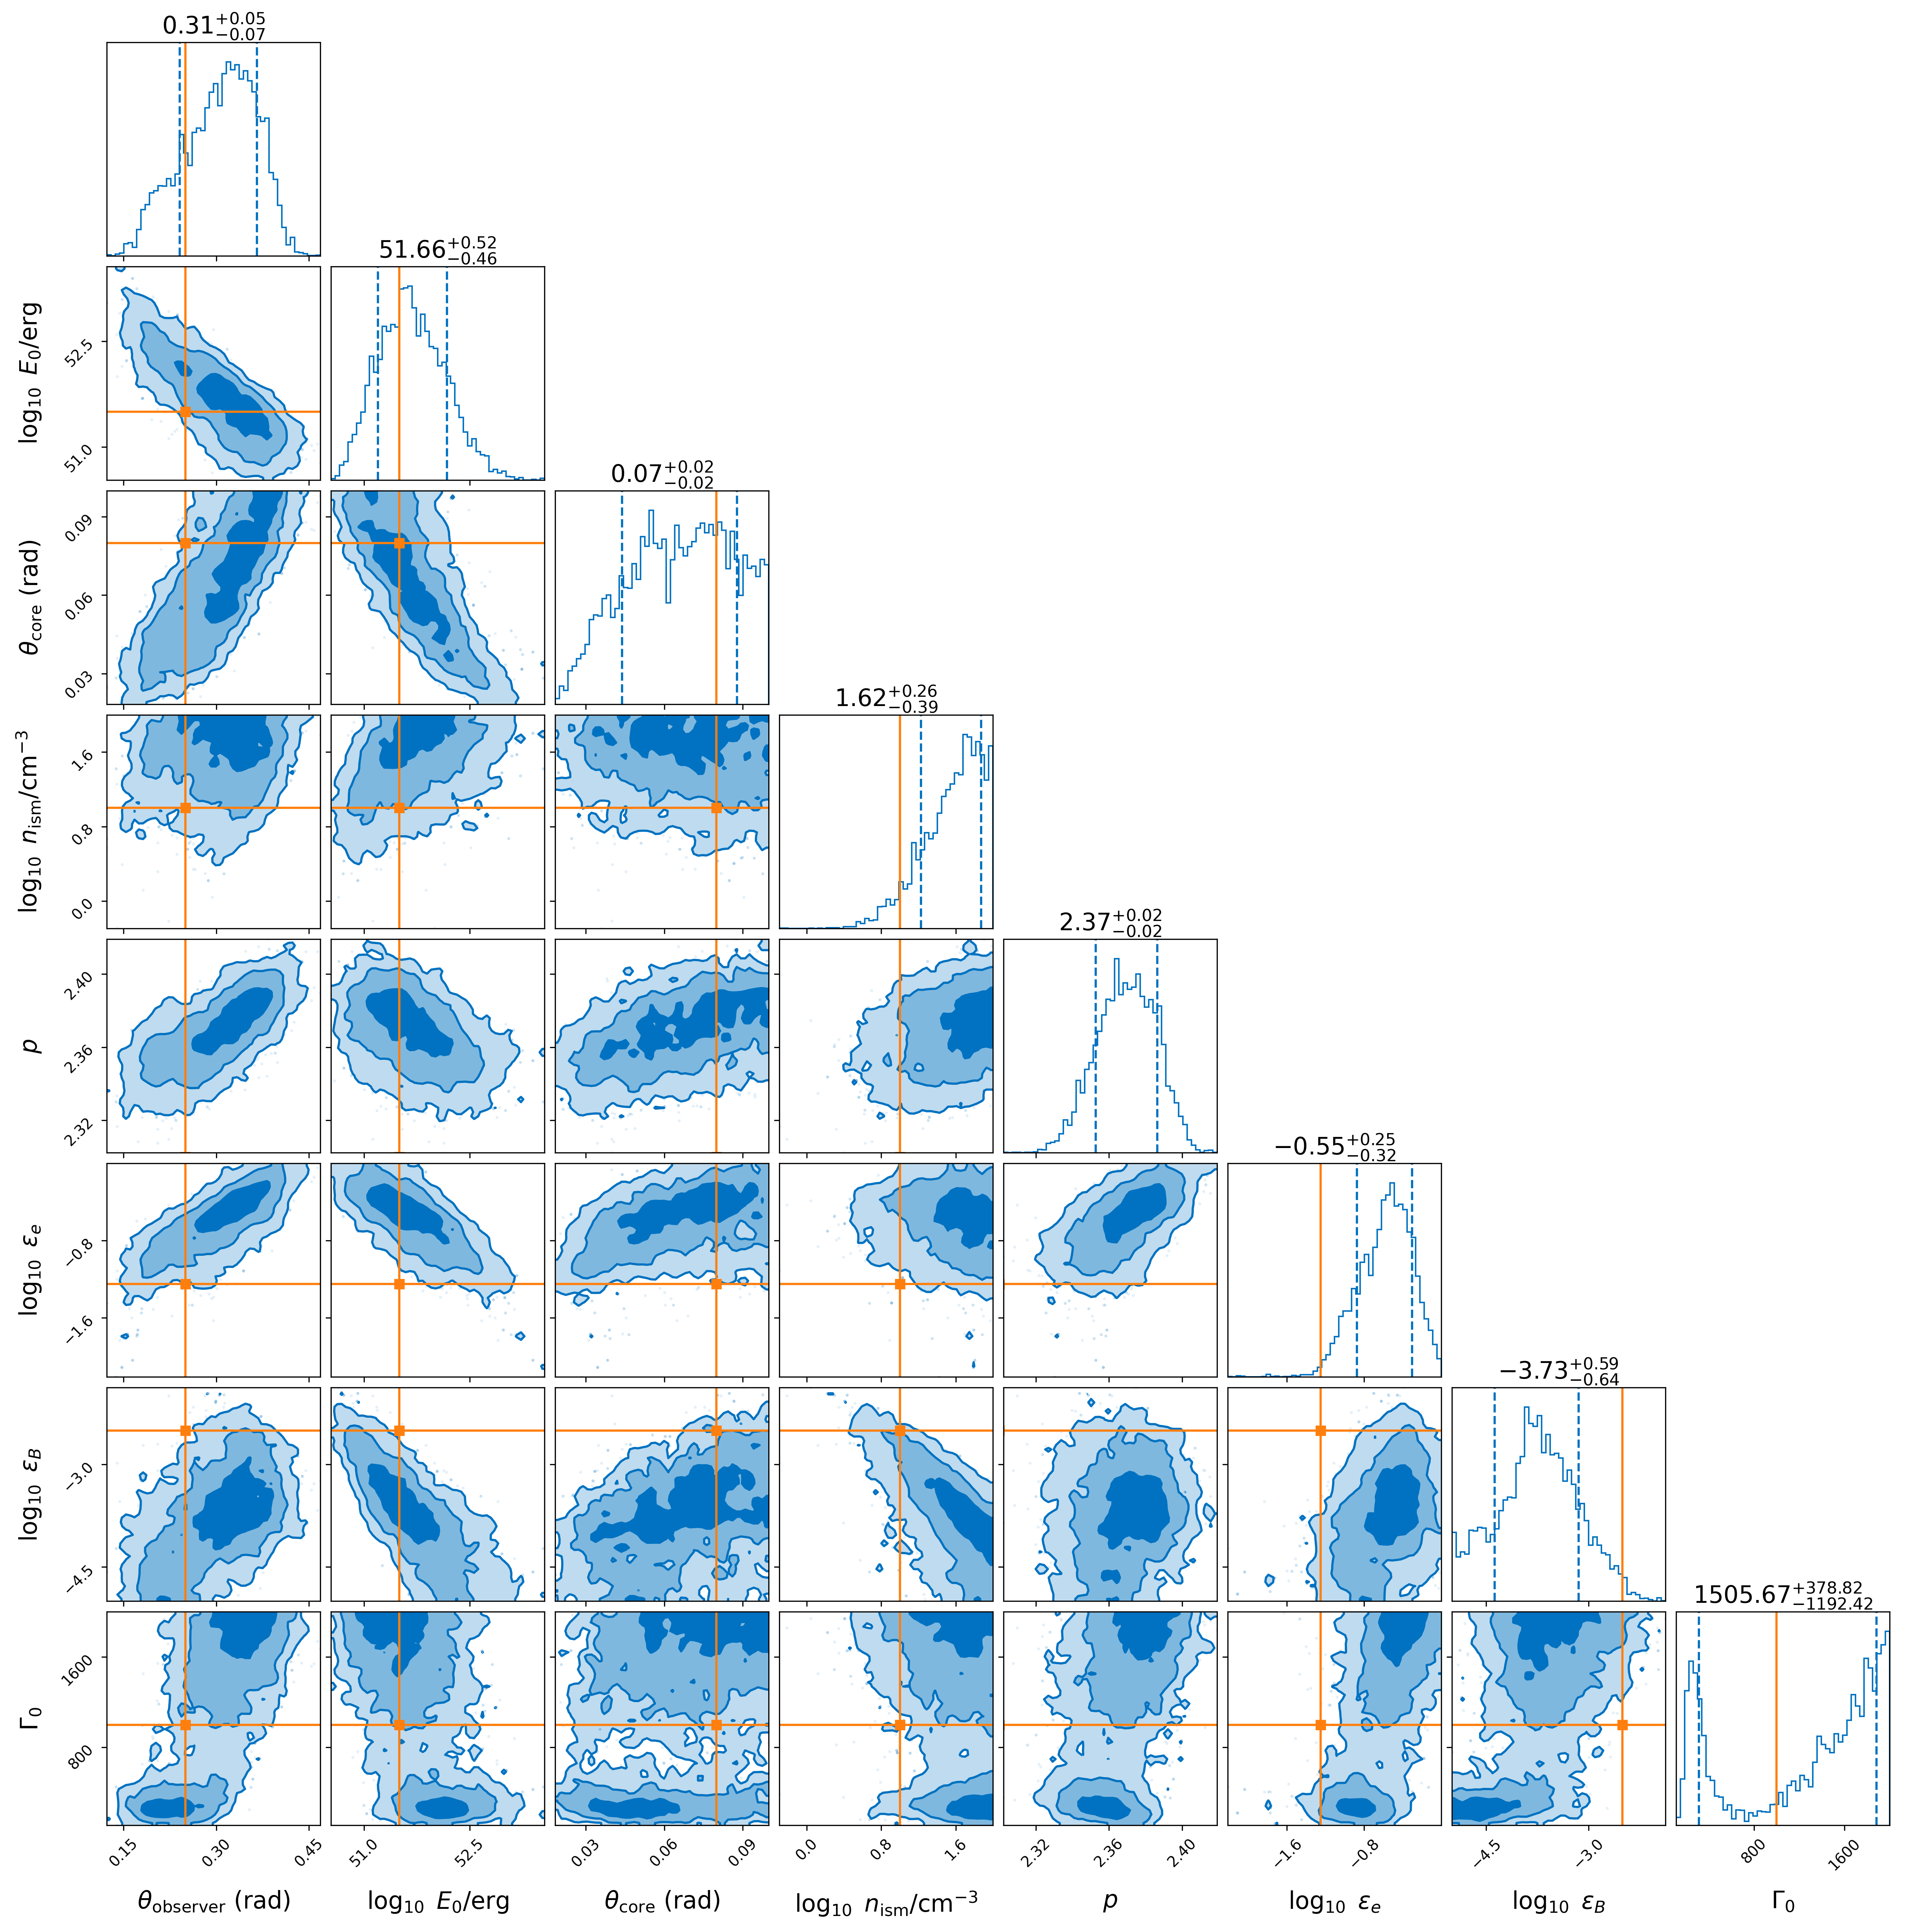 0.31+0.05−0.07
51.66+0.52−0.46
log10 E0/erg
52.5
51.0
0.07+0.02−0.02
θcore (rad)
0.09
0.06
0.03
1.62+0.26−0.39
log10 nism/cm−3
1.6
0.8
0.0
2.37+0.02−0.02
p
2.40
2.36
2.32
−0.55+0.25−0.32
log10 εe
−0.8
−1.6
−3.73+0.59−0.64
log10 εB
−3.0
−4.5
1505.67+378.82−1192.42
Γ0
1600
800
0.15 0.30 0.45 51.0 52.5 0.03 0.06 0.09 0.0 0.8 1.6 2.32 2.36 2.40 −1.6 −0.8 −4.5 −3.0 800 1600
θobserver (rad) log10 E0/erg θcore (rad) log10 nism/cm−3 p log10 εe log10 εB Γ0